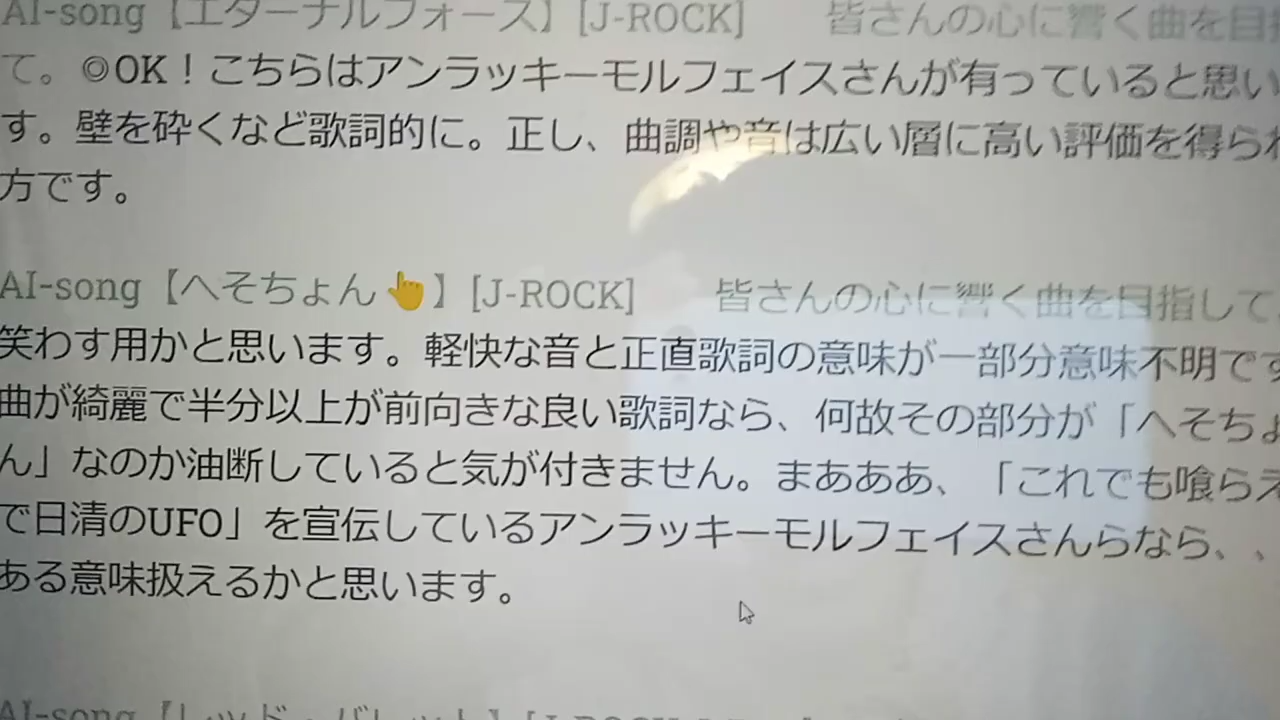 AI-song【エターナルフォース】[J-ROCK] 皆さんの心に響く曲を目指
て。◎OK！こちらはアンラッキーモルフェイスさんが有っていると思い
す。壁を砕くなど歌詞的に。正し、曲調や音は広い層に高い評価を得られ
方です。
AI-song【へそちょん👆】[J-ROCK] 皆さんの心に響く曲を目指して
笑わす用かと思います。軽快な音と正直歌詞の意味が一部分意味不明です
曲が綺麗で半分以上が前向きな良い歌詞なら、何故その部分が「へそちょ
ん」なのか油断していると気が付きません。まあああ、「これでも喰らえ
で日清のUFO」を宣伝しているアンラッキーモルフェイスさんらなら、、
ある意味扱えるかと思います。
AI-song【レッド・バレット】